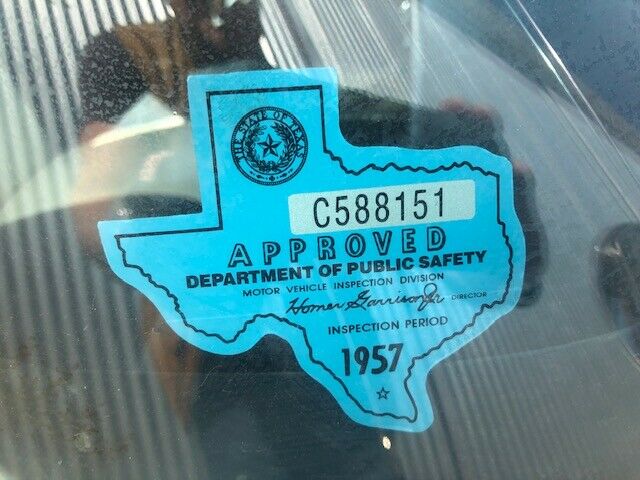 THE STATE OF TEXAS
C588151
APPROVED
DEPARTMENT OF PUBLIC SAFETY
MOTOR VEHICLE INSPECTION DIVISION
Homer Garrison Jr DIRECTOR
INSPECTION PERIOD
1957